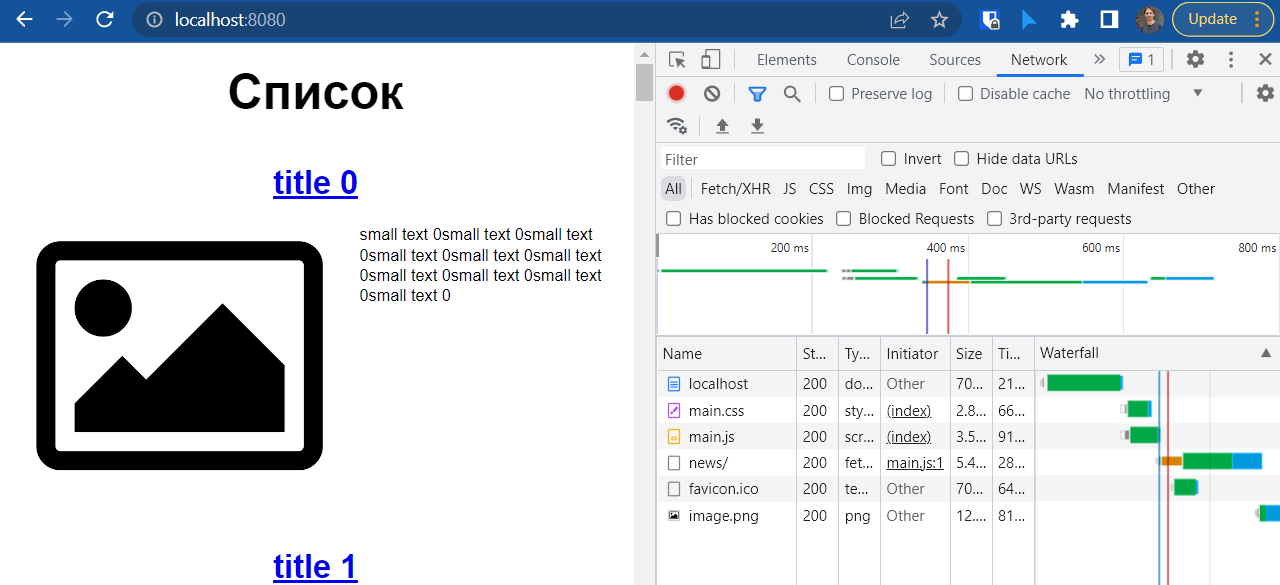 localhost:8080
Update
Список
title 0
small text 0small text 0small text
0small text 0small text 0small text
0small text 0small text 0small text
0small text 0
title 1
Elements Console Sources Network 1
Preserve log Disable cache No throttling
Filter
Invert Hide data URLs
All Fetch/XHR JS CSS Img Media Font Doc WS Wasm Manifest Other
Has blocked cookies Blocked Requests 3rd-party requests
200 ms 400 ms 600 ms 800 ms
Name St... Ty... Initiator Size Ti... Waterfall
localhost 200 do... Other 70... 21...
main.css 200 sty... (index) 2.8... 66...
main.js 200 scr... (index) 3.5... 91...
news/ 200 fet... main.js:1 5.4... 28...
favicon.ico 200 te... Other 70... 64...
image.png 200 png Other 12.... 81...